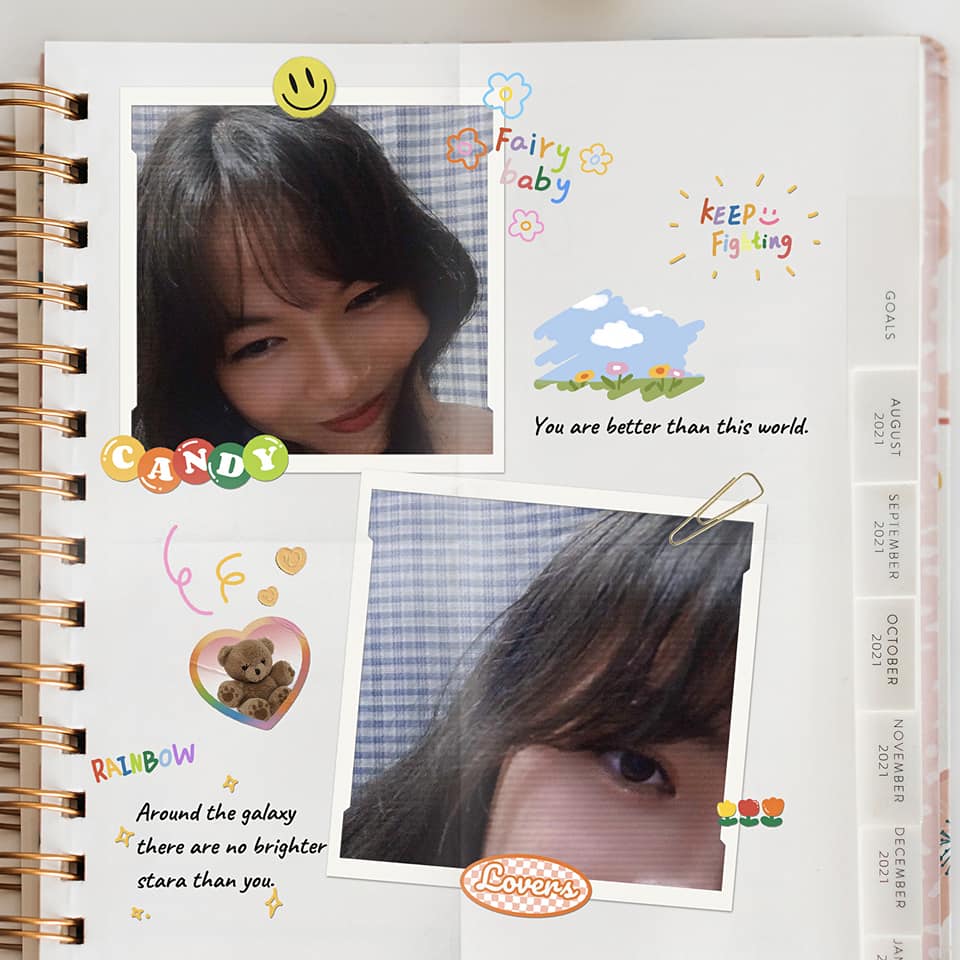 Fairy
baby
KEEP
Fighting
You are better than this world.
CANDY
RAINBOW
Around the galaxy
there are no brighter
stara than you.
Lovers
GOALS
AUGUST
2021
SEPTEMBER
2021
OCTOBER
2021
NOVEMBER
2021
DECEMBER
2021
JAN
2